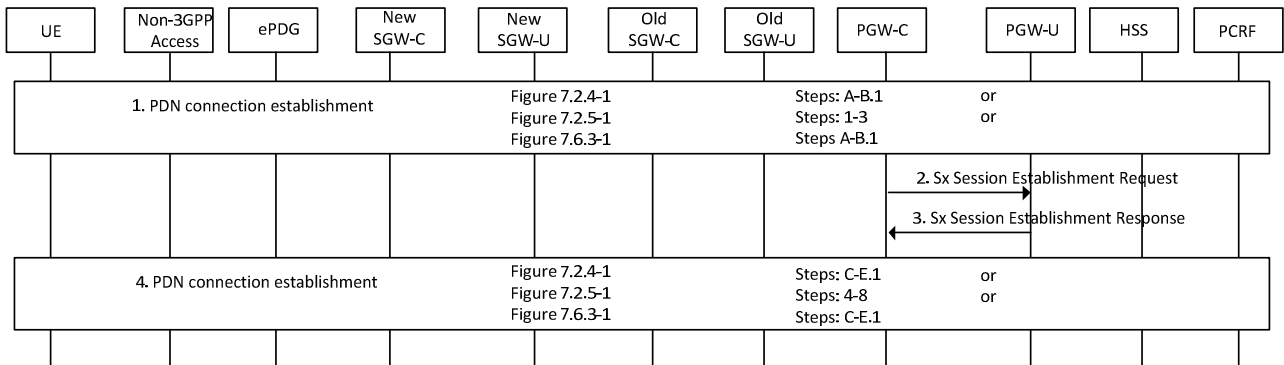 UE
Non-3GPP
Access
ePDG
New
SGW-C
New
SGW-U
Old
SGW-C
Old
SGW-U
PGW-C
PGW-U
HSS
PCRF
1. PDN connection establishment
Figure 7.2.4-1 Steps: A-B.1 or
Figure 7.2.5-1 Steps: 1-3 or
Figure 7.6.3-1 Steps A-B.1
2. Sx Session Establishment Request
3. Sx Session Establishment Response
4. PDN connection establishment
Figure 7.2.4-1 Steps: C-E.1 or
Figure 7.2.5-1 Steps: 4-8 or
Figure 7.6.3-1 Steps: C-E.1